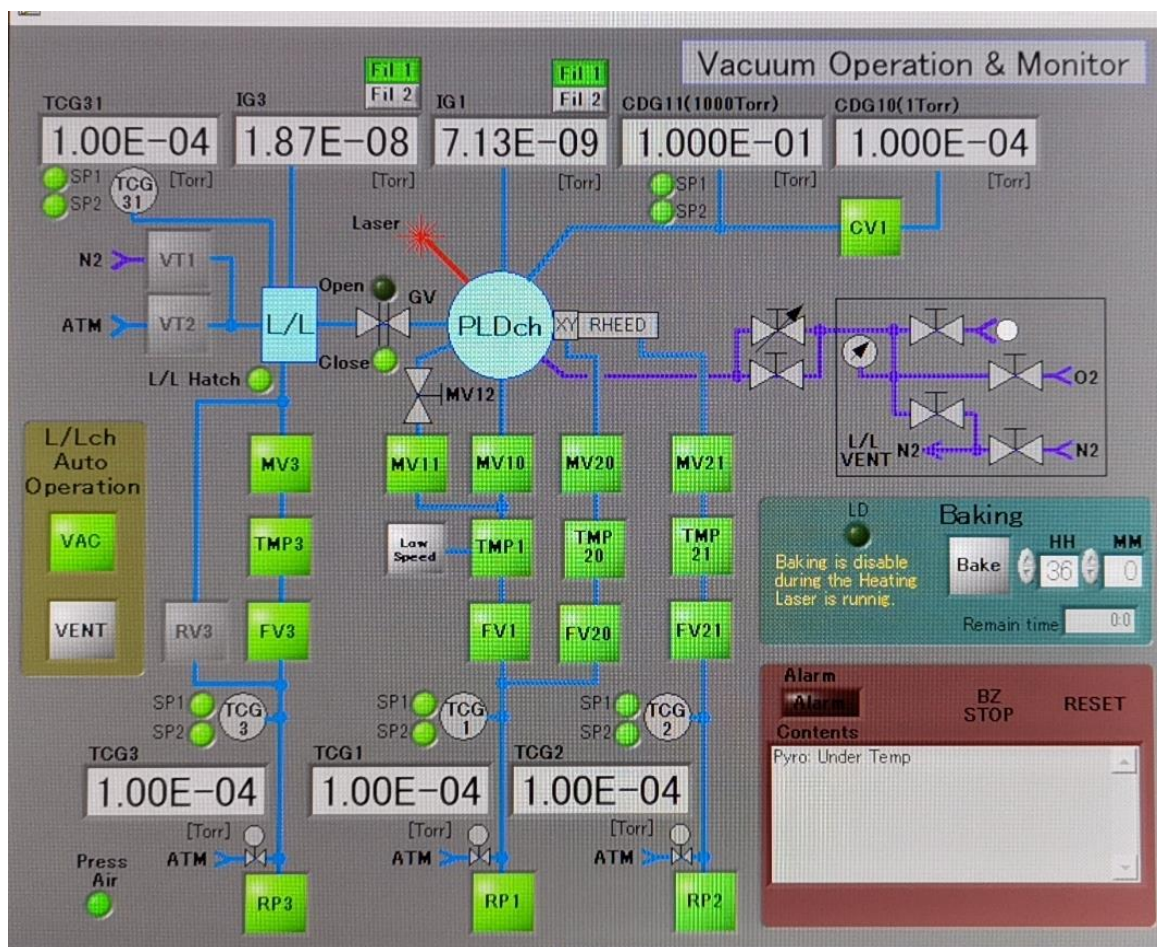 Vacuum Operation & Monitor
Fil 1
Fil 2
Fil 1
Fil 2
TCG31
IG3
IG1
CDG11(1000Torr)
CDG10(1Torr)
1.00E-04
1.87E-08
7.13E-09
1.000E-01
1.000E-04
SP1
SP2
TCG
31
[Torr]
[Torr]
[Torr]
SP1
SP2
[Torr]
[Torr]
CV1
Laser
N2
VT1
ATM
VT2
L/L
Open
GV
Close
PLDch
XY
RHEED
L/L Hatch
MV12
O2
L/L
VENT
N2
N2
L/Lch
Auto
Operation
VAC
VENT
MV3
MV11
MV10
MV20
MV21
TMP3
Low
Speed
TMP1
TMP
20
TMP
21
RV3
FV3
FV1
FV20
FV21
LD
Baking
Baking is disable
during the Heating
Laser is runnig.
Bake
HH
MM
36
0
Remain time
0:0
SP1
SP2
TCG
3
SP1
SP2
TCG
1
SP1
SP2
TCG
2
TCG3
TCG1
TCG2
1.00E-04
1.00E-04
1.00E-04
[Torr]
[Torr]
[Torr]
ATM
ATM
ATM
Press
Air
RP3
RP1
RP2
Alarm
Alarm
BZ
STOP
RESET
Contents
Pyro: Under Temp